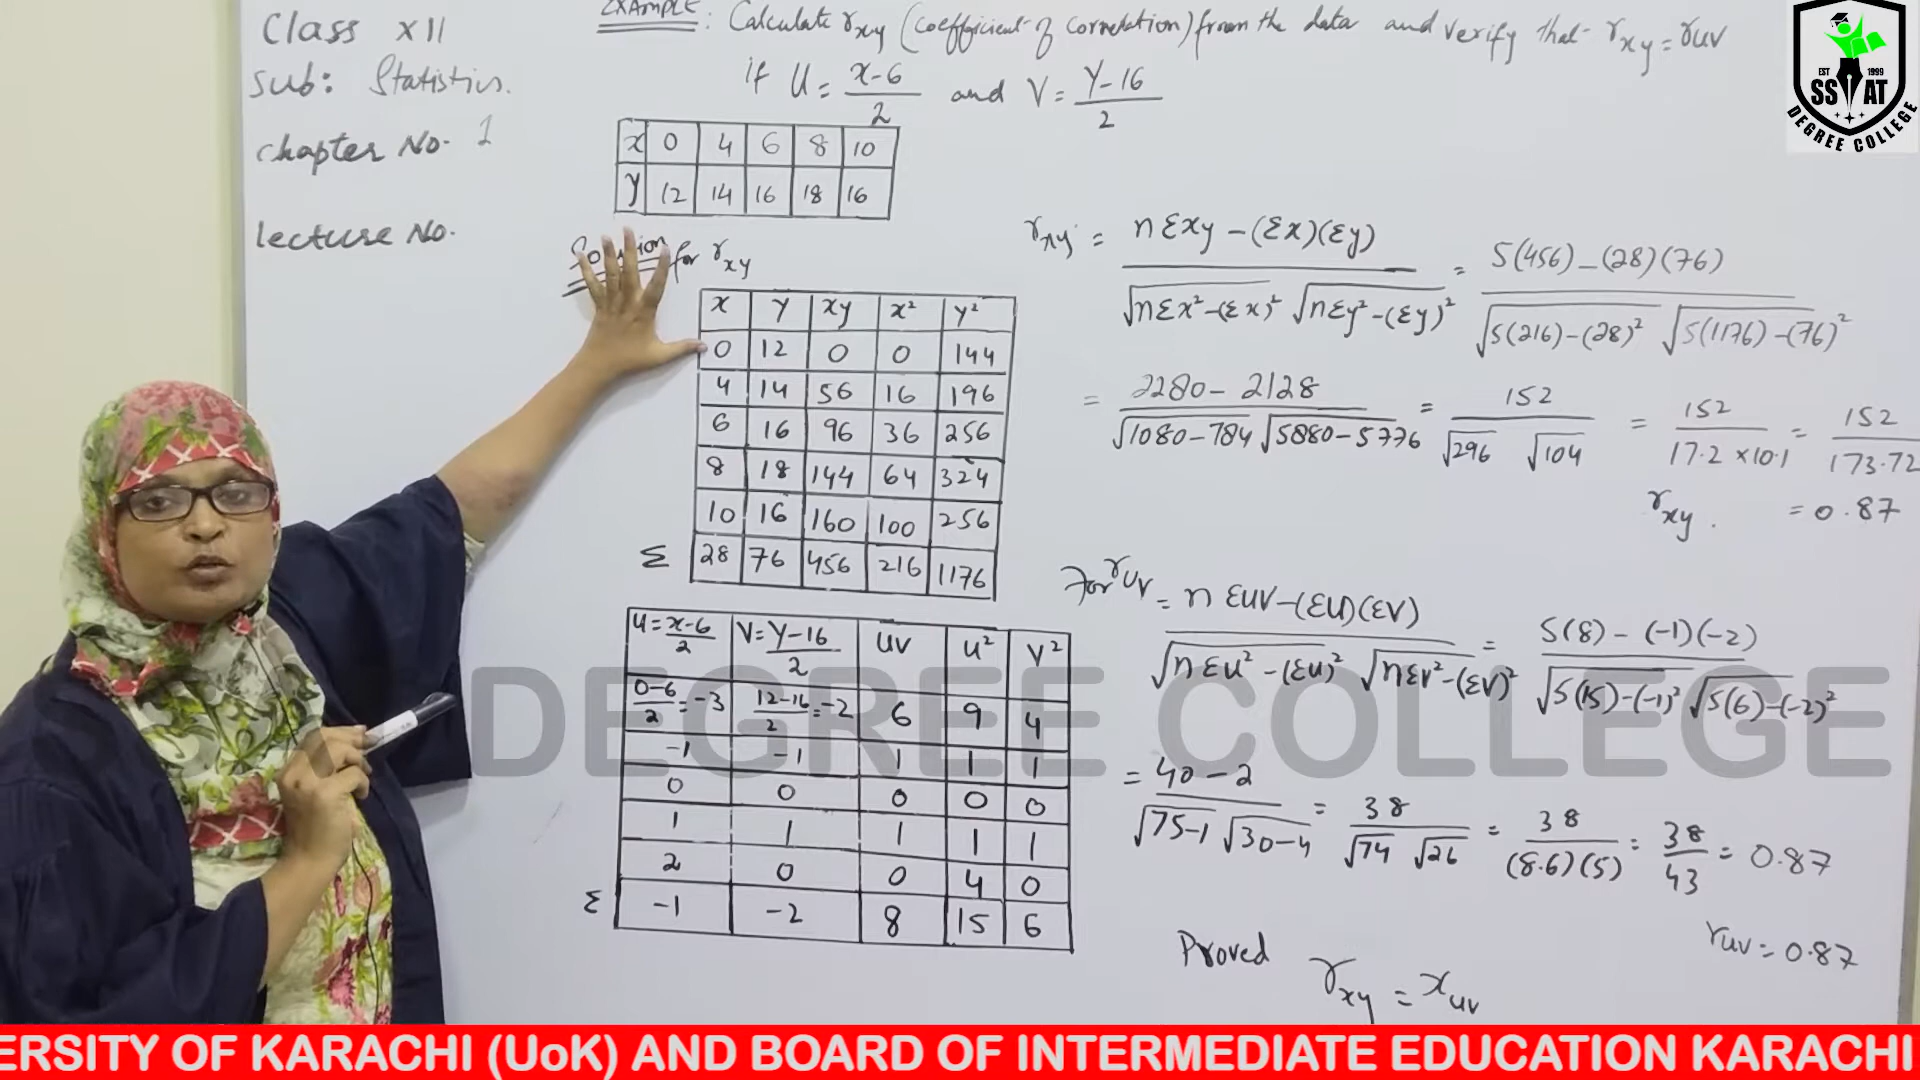 Class XII
Sub: Statistics.
Chapter No. 1
lecture No.
EXAMPLE: Calculate rxy (coefficient of correlation) from the data and verify that rxy = ruv
if U = x-6/2 and V = Y-16/2
x 0 4 6 8 10
y 12 14 16 18 16
Solution for rxy
x y xy x² y²
0 12 0 0 144
4 14 56 16 196
6 16 96 36 256
8 18 144 64 324
10 16 160 100 256
Σ 28 76 456 216 1176
u = x-6/2 V = Y-16/2 uv u² v²
0-6/2 = -3 12-16/2 = -2 6 9 4
-1 -1 1 1 1
0 0 0 0 0
1 1 1 1 1
2 0 0 4 0
Σ -1 -2 8 15 6
rxy = nΣxy - (Σx)(Σy) / √nΣx² - (Σx)² √nΣy² - (Σy)² = 5(456) - (28)(76) / √5(216) - (28)² √5(1176) - (76)²
= 2280 - 2128 / √1080 - 784 √5880 - 5776 = 152 / √296 √104 = 152 / 17.2 × 10.1 = 152 / 173.72
rxy. = 0.87
For ruv = nΣuv - (Σu)(Σv) / √nΣu² - (Σu)² √nΣv² - (Σv)² = 5(8) - (-1)(-2) / √5(15) - (-1)² √5(6) - (-2)²
= 40 - 2 / √75-1 √30-4 = 38 / √74 √26 = 38 / (8.6)(5) = 38 / 43 = 0.87
ruv = 0.87
Proved rxy = xuv
EST 1999
SS AT
DEGREE COLLEGE
DEGREE COLLEGE
ERSITY OF KARACHI (UoK) AND BOARD OF INTERMEDIATE EDUCATION KARACHI